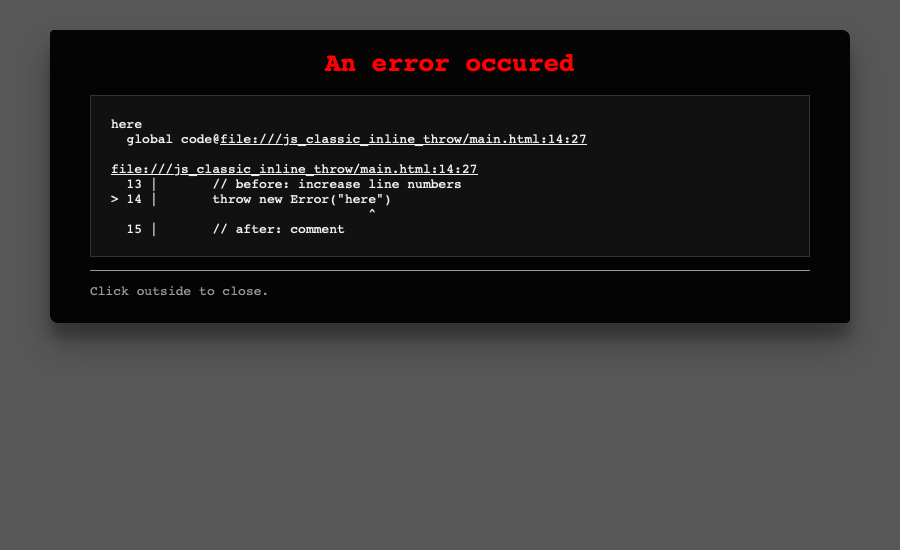 An error occured
here
  global code@file:///js_classic_inline_throw/main.html:14:27
file:///js_classic_inline_throw/main.html:14:27
  13 |       // before: increase line numbers
> 14 |       throw new Error("here")
                                 ^
  15 |       // after: comment
Click outside to close.